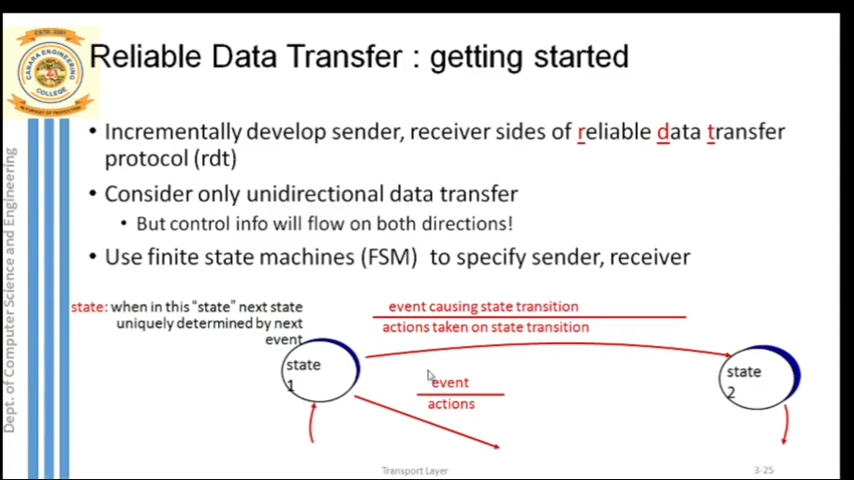 Reliable Data Transfer : getting started
CANARA ENGINEERING
COLLEGE
• Incrementally develop sender, receiver sides of reliable data transfer
protocol (rdt)
• Consider only unidirectional data transfer
• But control info will flow on both directions!
• Use finite state machines (FSM) to specify sender, receiver
state: when in this “state” next state
uniquely determined by next
event
event causing state transition
actions taken on state transition
state
1
event
actions
state
2
Dept. of Computer Science and Engineering
Transport Layer
3-25